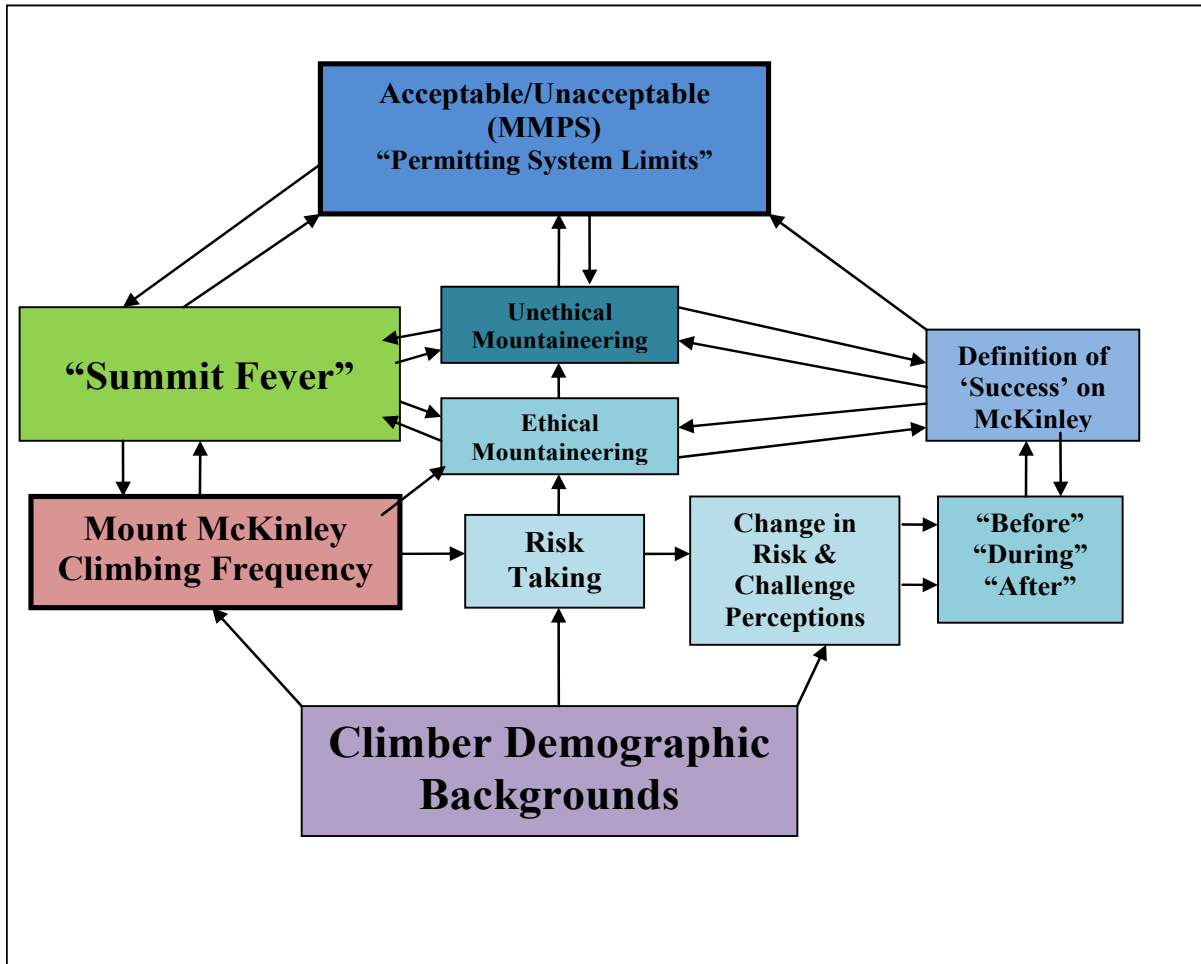 Acceptable/Unacceptable
(MMPS)
“Permitting System Limits”
“Summit Fever”
Unethical
Mountaineering
Definition of
‘Success’ on
McKinley
Ethical
Mountaineering
Mount McKinley
Climbing Frequency
Risk
Taking
Change in
Risk &
Challenge
Perceptions
“Before”
“During”
“After”
Climber Demographic
Backgrounds